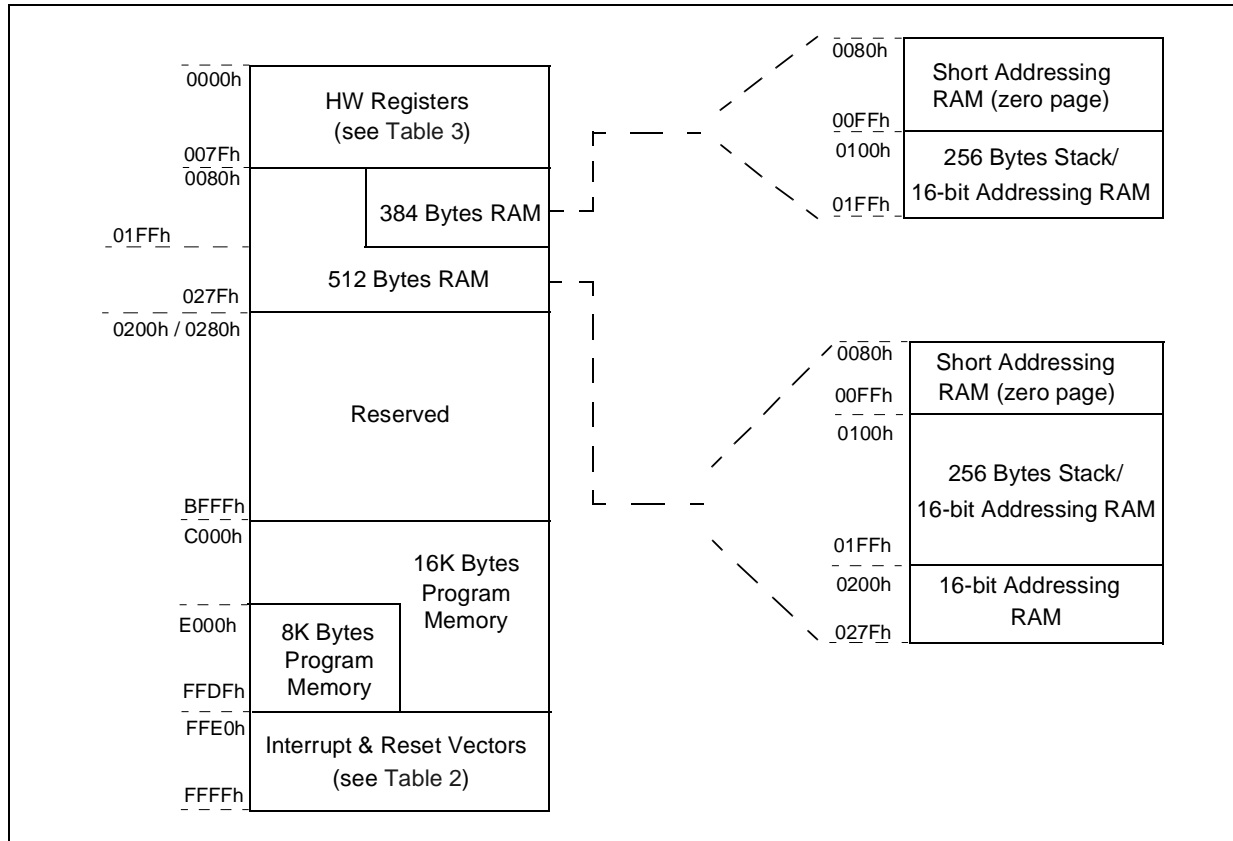 0000h
HW Registers
(see Table 3)
007Fh
0080h
384 Bytes RAM
01FFh
512 Bytes RAM
027Fh
0200h / 0280h
Reserved
BFFFh
C000h
16K Bytes
Program
Memory
E000h
8K Bytes
Program
Memory
FFDFh
FFE0h
Interrupt & Reset Vectors
(see Table 2)
FFFFh
0080h
Short Addressing
RAM (zero page)
00FFh
0100h
256 Bytes Stack/
16-bit Addressing RAM
01FFh
0080h
Short Addressing
RAM (zero page)
00FFh
0100h
256 Bytes Stack/
16-bit Addressing RAM
01FFh
0200h
16-bit Addressing
RAM
027Fh